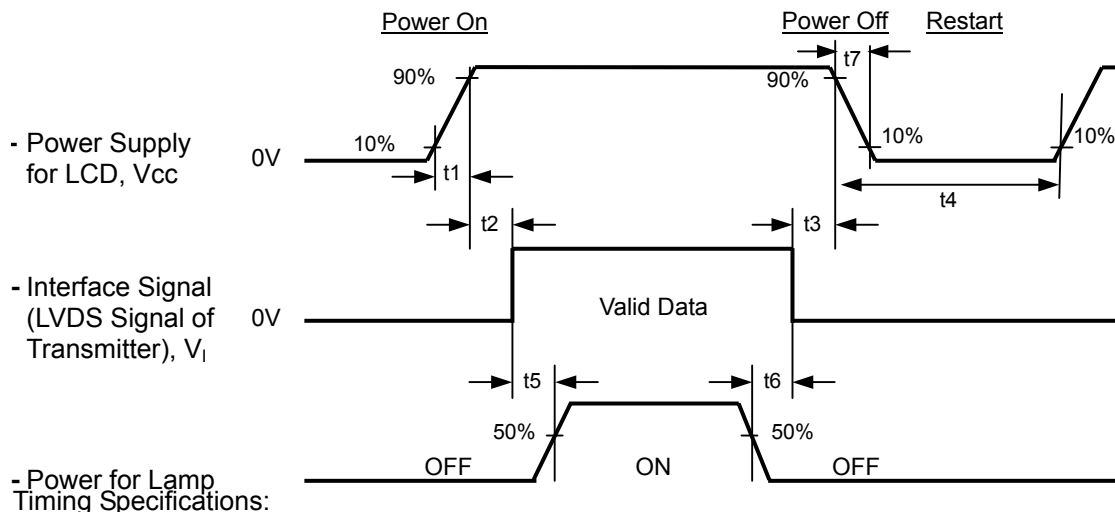 Power On
Power Off Restart
t7
90% 90%
- Power Supply
for LCD, Vcc
0V
10% 10% 10%
t1
t4
t2 t3
- Interface Signal
(LVDS Signal of
Transmitter), VI
0V
Valid Data
t5 t6
50% 50%
- Power for Lamp
OFF ON OFF
Timing Specifications: